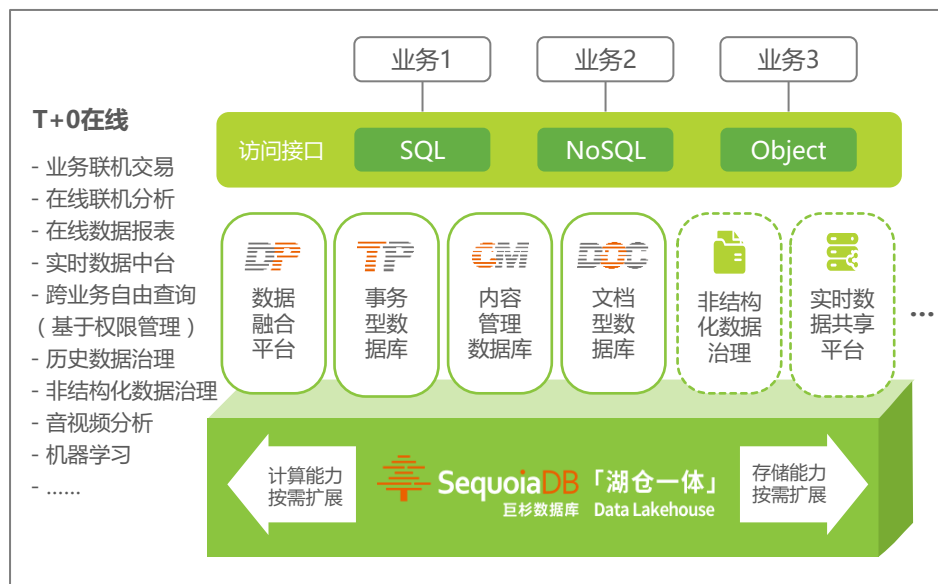 业务1
业务2
业务3
T+0在线
- 业务联机交易
- 在线联机分析
- 在线数据报表
- 实时数据中台
- 跨业务自由查询
（基于权限管理）
- 历史数据治理
- 非结构化数据治理
- 音视频分析
- 机器学习
- ......
访问接口
SQL
NoSQL
Object
DP
数据
融合
平台
TP
事务
型数
据库
CM
内容
管理
数据库
DOC
文档
型数
据库
非结构
化数据
治理
实时数
据共享
平台
...
计算能力
按需扩展
SequoiaDB「湖仓一体」
巨杉数据库 Data Lakehouse
存储能力
按需扩展